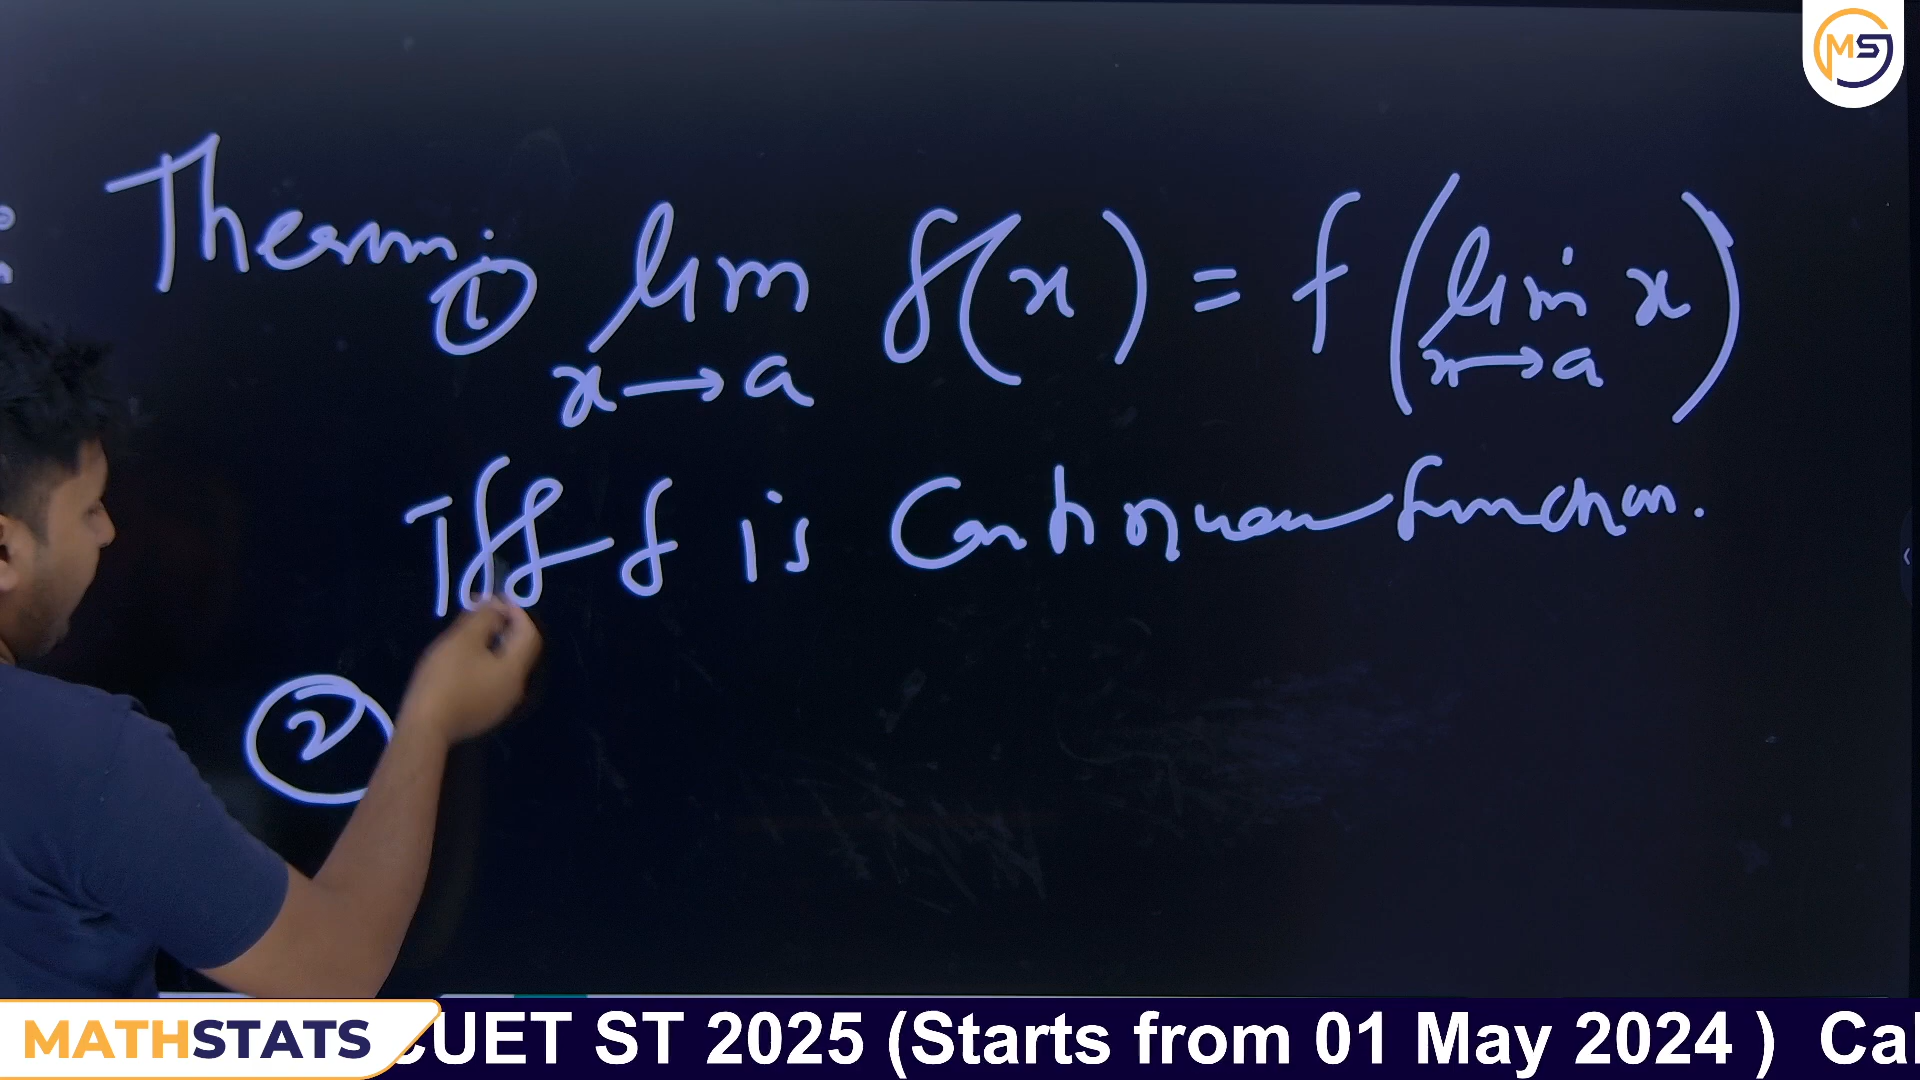 MS
Theorem:
① lim f(x) = f(lim x)
x→a x→a
Iff f is Continuous function.
②
MATHSTATS CUET ST 2025 (Starts from 01 May 2024 ) Cal